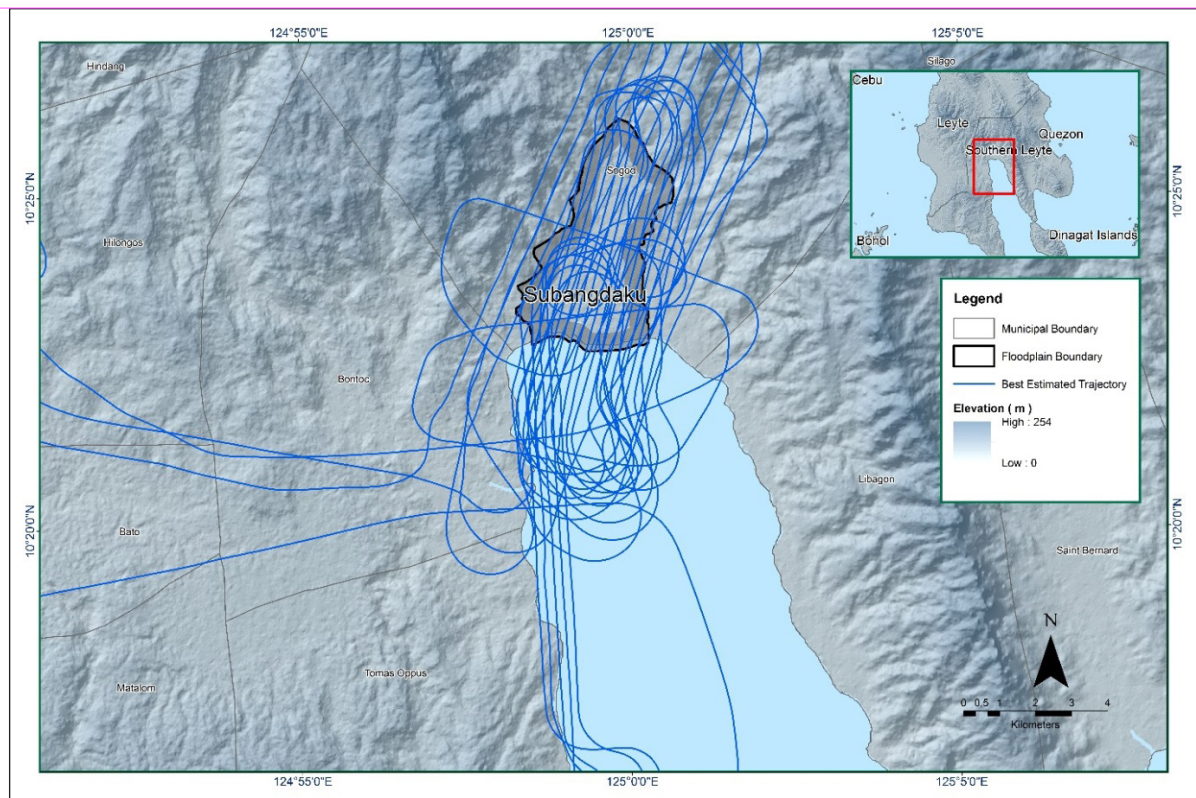 124°55'0"E
125°0'0"E
125°5'0"E
Hindang
Silago
Cebu
Leyte
Quezon
Southern Leyte
Bohol
Dinagat Islands
Sogod
10°25'0"N
10°25'0"N
Hilongos
Subangdaku
Legend
Municipal Boundary
Floodplain Boundary
Best Estimated Trajectory
Elevation ( m )
High : 254
Low : 0
Bontoc
Libagon
10°20'0"N
10°20'0"N
Bato
Saint Bernard
N
Tomas Oppus
Matalom
0 0.5 1 2 3 4
Kilometers
124°55'0"E
125°0'0"E
125°5'0"E